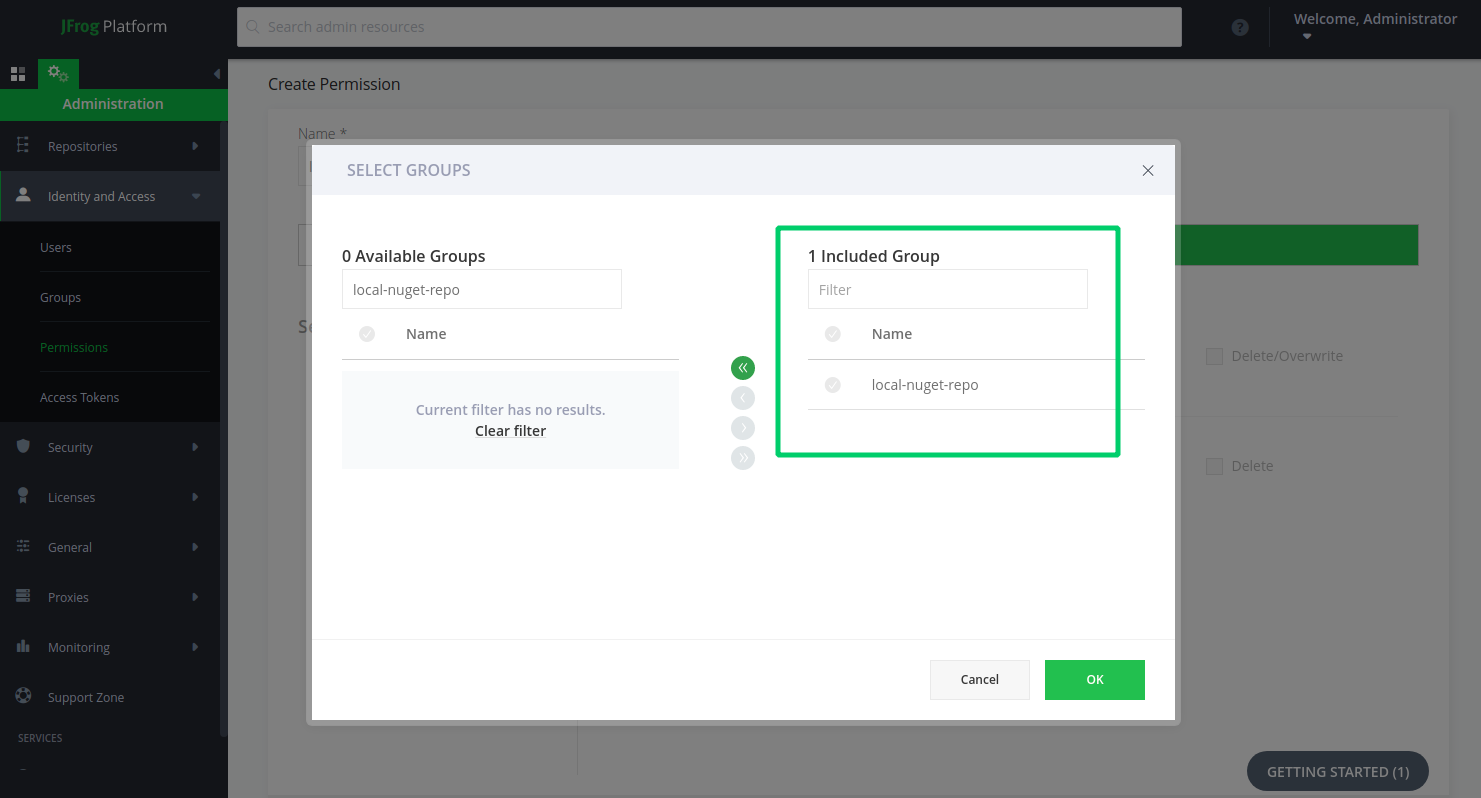 JFrog Platform
Search admin resources
?
Welcome, Administrator
Administration
Create Permission
Repositories
Identity and Access
Users
Groups
Permissions
Access Tokens
Security
Licenses
General
Proxies
Monitoring
Support Zone
SERVICES
Name *
SELECT GROUPS
0 Available Groups
local-nuget-repo
Name
Current filter has no results.
Clear filter
1 Included Group
Filter
Name
local-nuget-repo
Cancel
OK
Delete/Overwrite
Delete
GETTING STARTED (1)